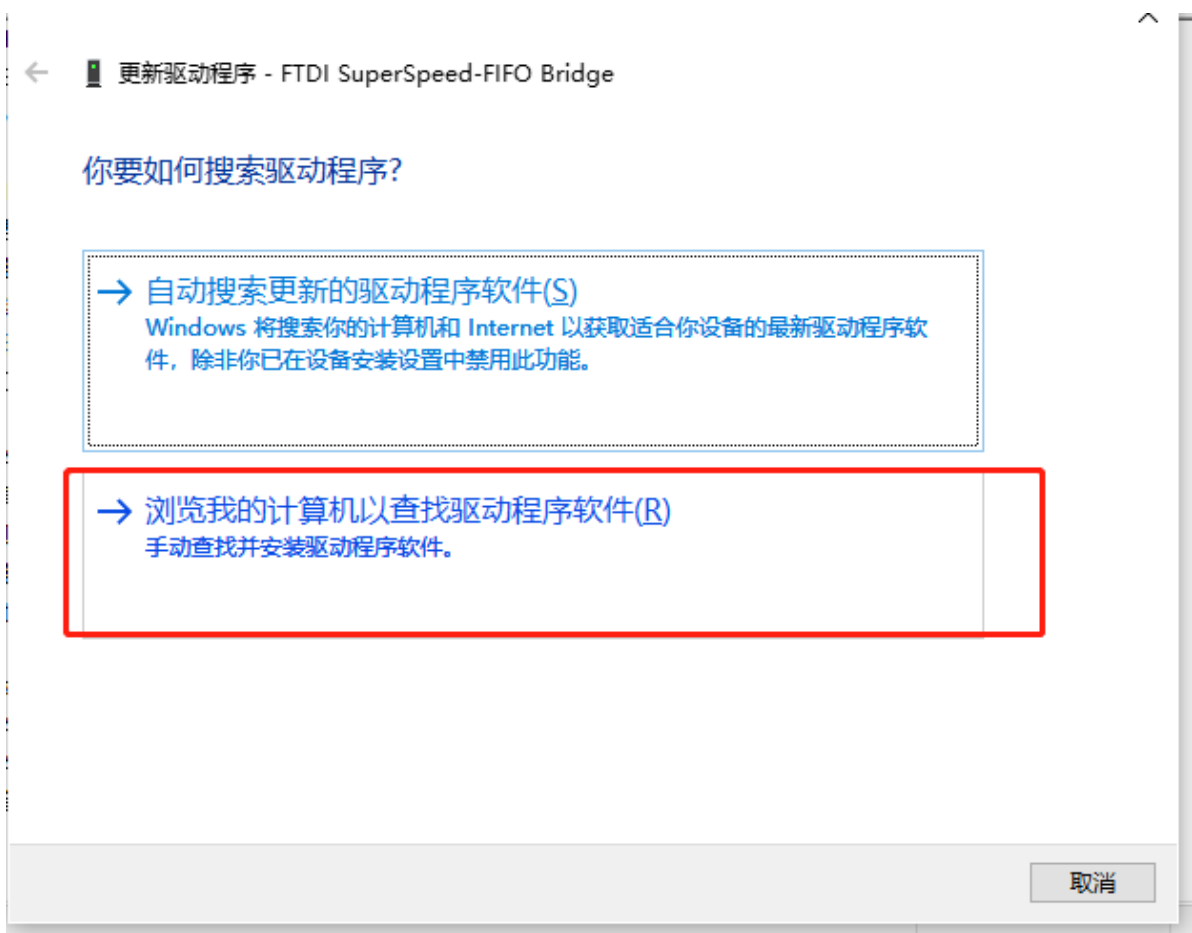 更新驱动程序 - FTDI SuperSpeed-FIFO Bridge
你要如何搜索驱动程序?
自动搜索更新的驱动程序软件(S)
Windows 将搜索你的计算机和 Internet 以获取适合你设备的最新驱动程序软
件，除非你已在设备安装设置中禁用此功能。
浏览我的计算机以查找驱动程序软件(R)
手动查找并安装驱动程序软件。
取消